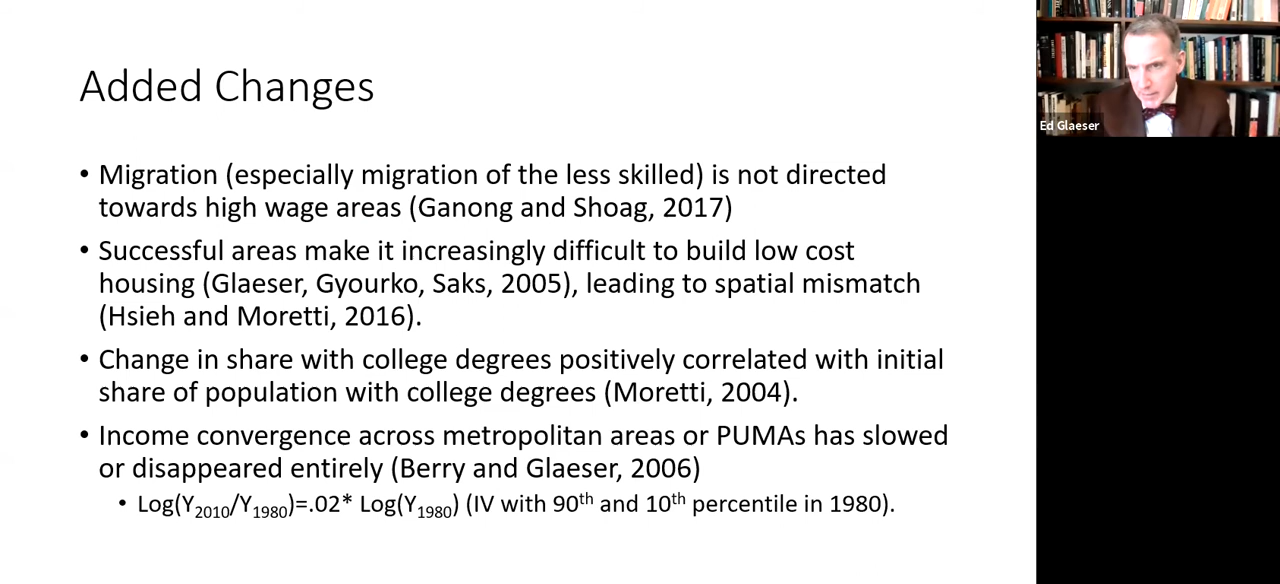 Added Changes
Ed Glaeser
• Migration (especially migration of the less skilled) is not directed
towards high wage areas (Ganong and Shoag, 2017)
• Successful areas make it increasingly difficult to build low cost
housing (Glaeser, Gyourko, Saks, 2005), leading to spatial mismatch
(Hsieh and Moretti, 2016).
• Change in share with college degrees positively correlated with initial
share of population with college degrees (Moretti, 2004).
• Income convergence across metropolitan areas or PUMAs has slowed
or disappeared entirely (Berry and Glaeser, 2006)
• Log(Y₂₀₁₀/Y₁₉₈₀)=.02* Log(Y₁₉₈₀) (IV with 90ᵗʰ and 10ᵗʰ percentile in 1980).